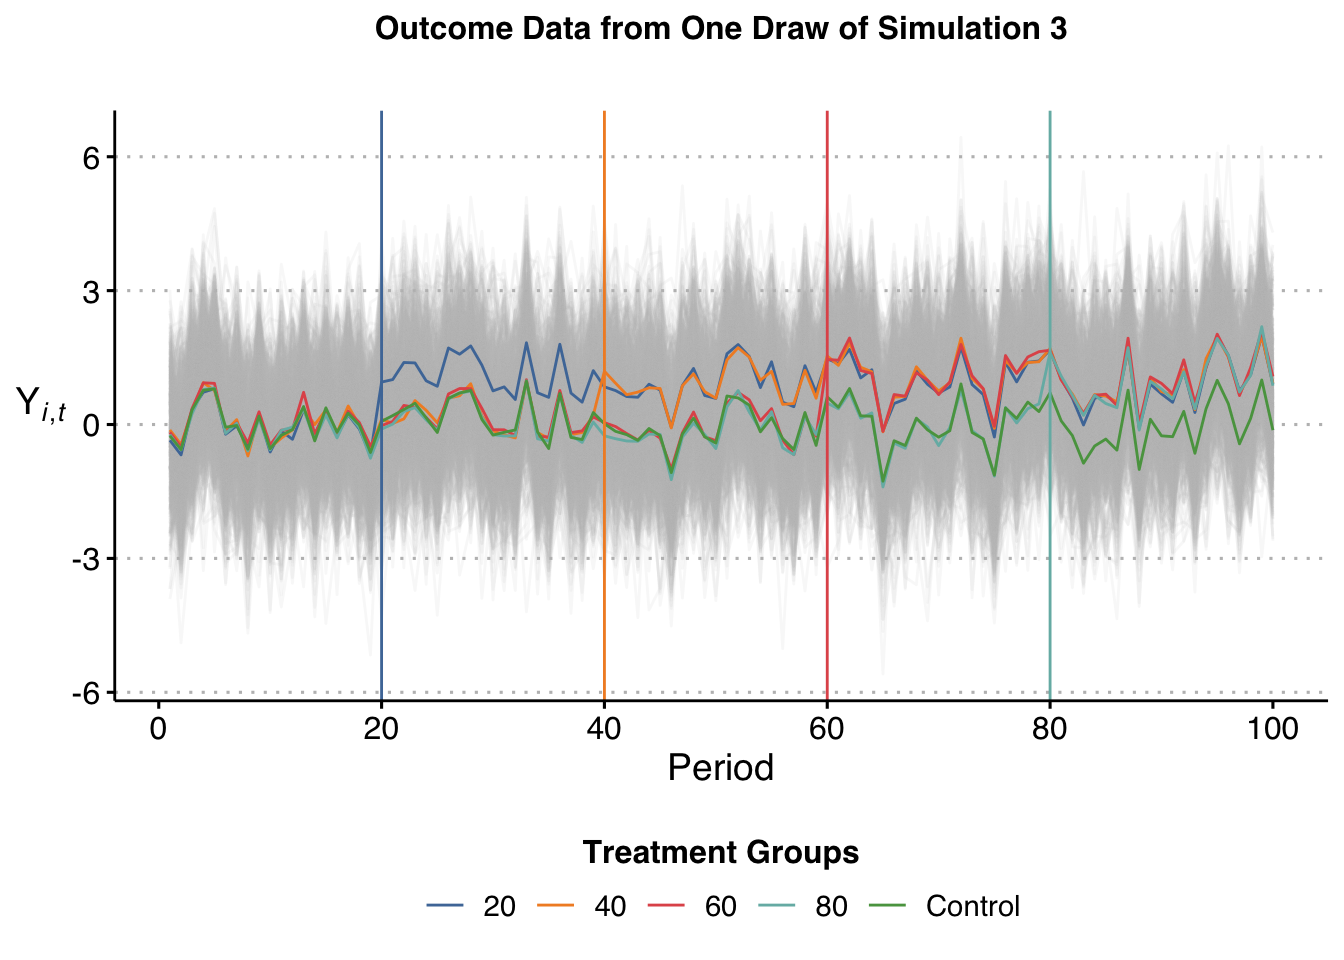 Outcome Data from One Draw of Simulation 3
6
3
Y i,t
0
-3
-6
0 20 40 60 80 100
Period
Treatment Groups
20 40 60 80 Control